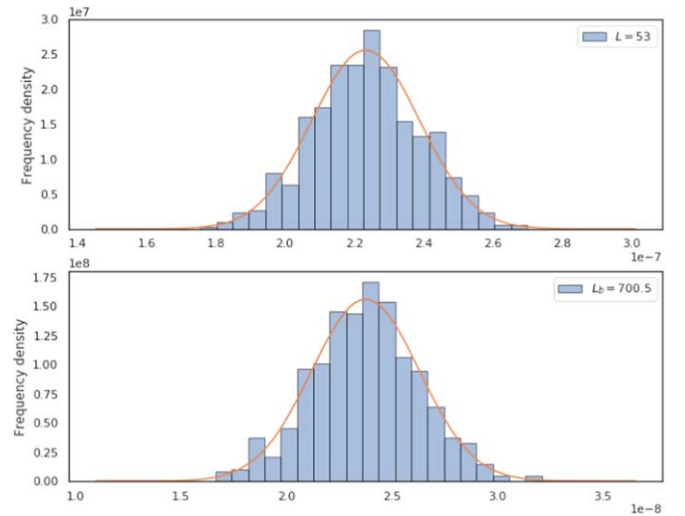 1e7
3.0
2.5
2.0
1.5
1.0
0.5
0.0
Frequency density
L = 53
1.4 1.6 1.8 2.0 2.2 2.4 2.6 2.8 3.0
1e−7
1e8
1.75
1.50
1.25
1.00
0.75
0.50
0.25
0.00
Frequency density
L_b = 700.5
1.0 1.5 2.0 2.5 3.0 3.5
1e−8